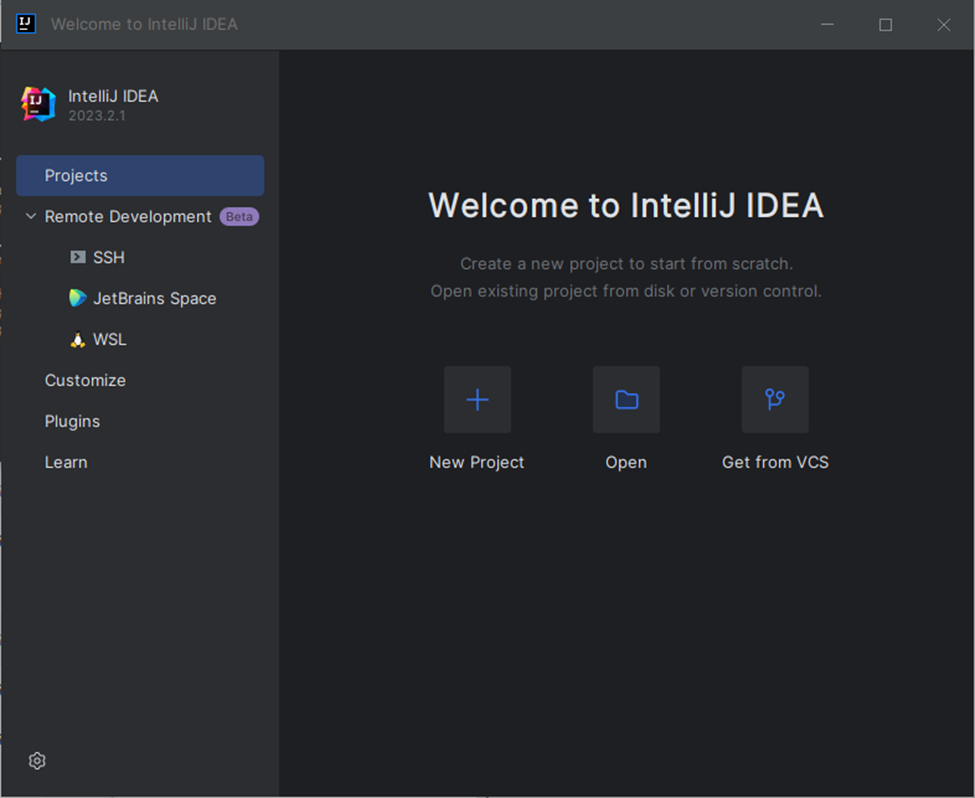 Welcome to IntelliJ IDEA
IntelliJ IDEA
2023.2.1
Projects
Remote Development Beta
SSH
JetBrains Space
WSL
Customize
Plugins
Learn
Welcome to IntelliJ IDEA
Create a new project to start from scratch.
Open existing project from disk or version control.
New Project
Open
Get from VCS